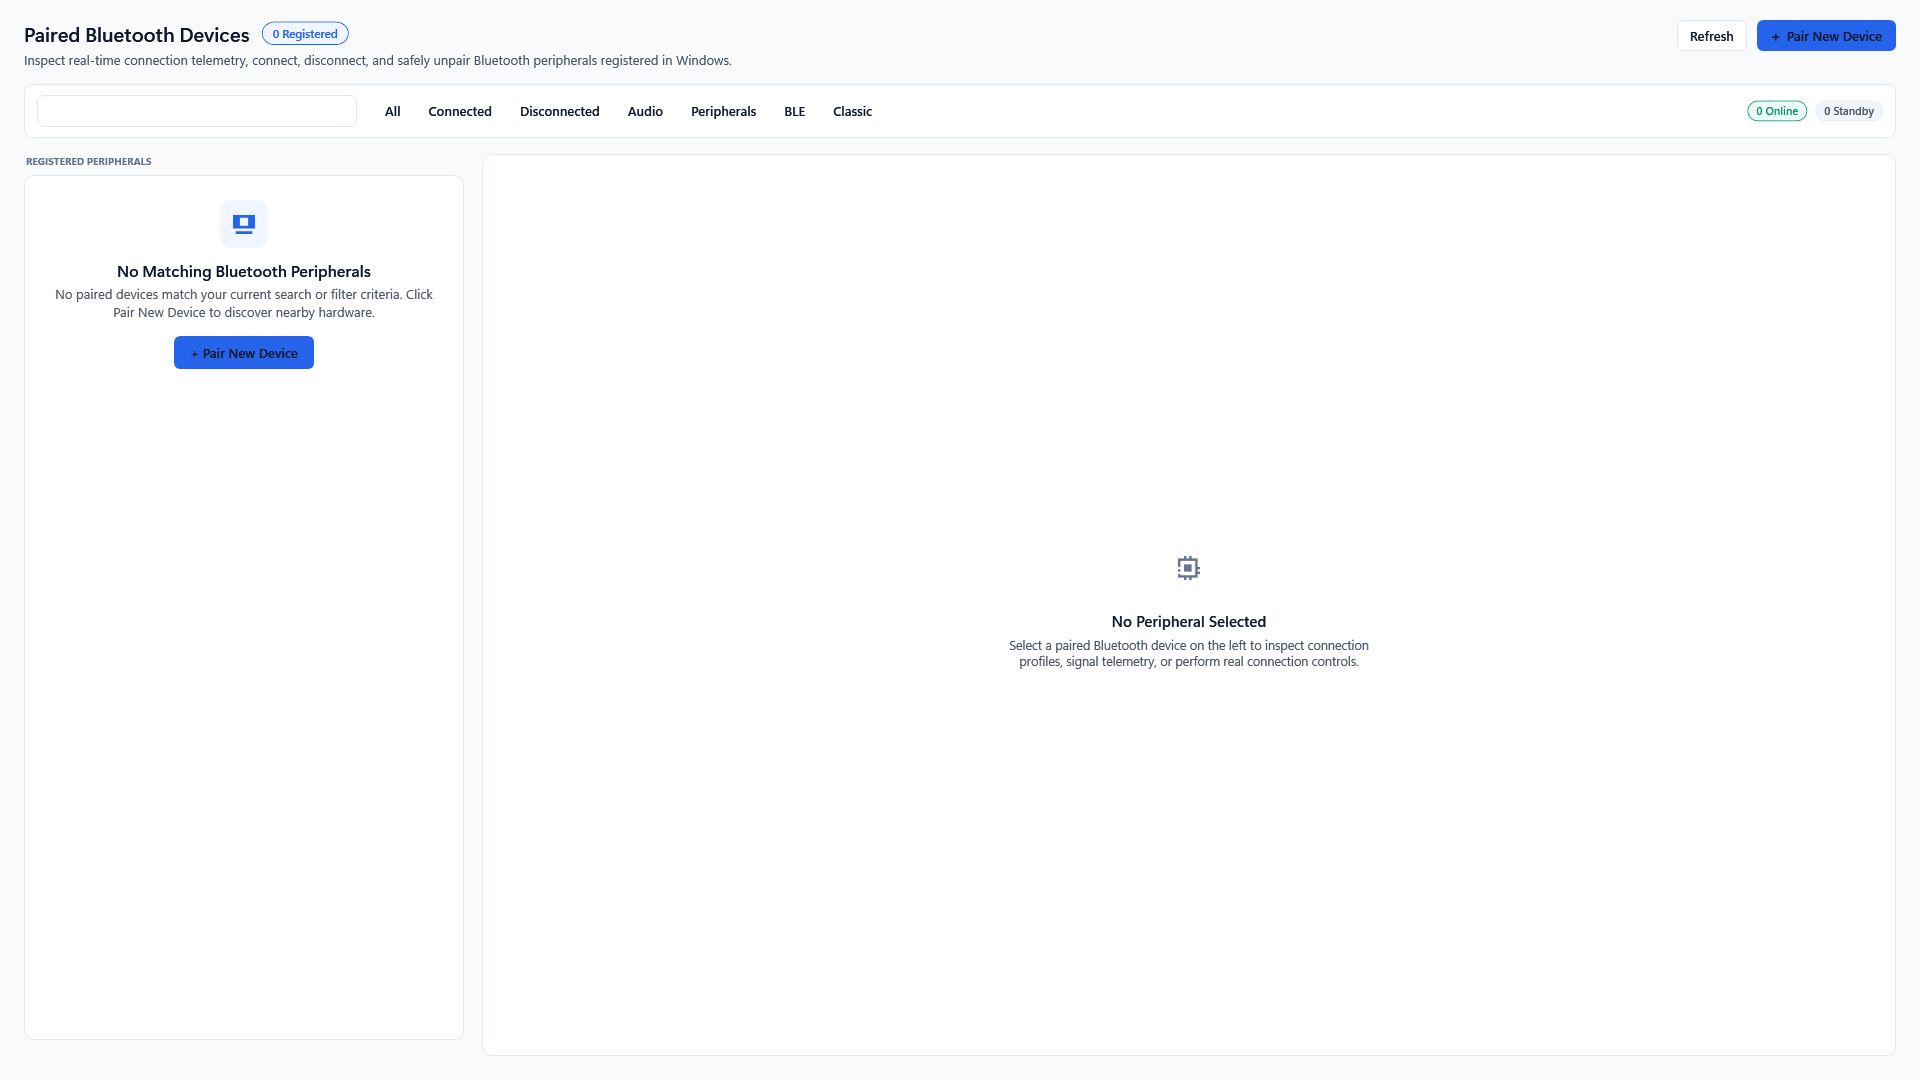 Paired Bluetooth Devices
0 Registered
Refresh
+ Pair New Device
Inspect real-time connection telemetry, connect, disconnect, and safely unpair Bluetooth peripherals registered in Windows.
All
Connected
Disconnected
Audio
Peripherals
BLE
Classic
0 Online
0 Standby
REGISTERED PERIPHERALS
No Matching Bluetooth Peripherals
No paired devices match your current search or filter criteria. Click
Pair New Device to discover nearby hardware.
+ Pair New Device
No Peripheral Selected
Select a paired Bluetooth device on the left to inspect connection
profiles, signal telemetry, or perform real connection controls.